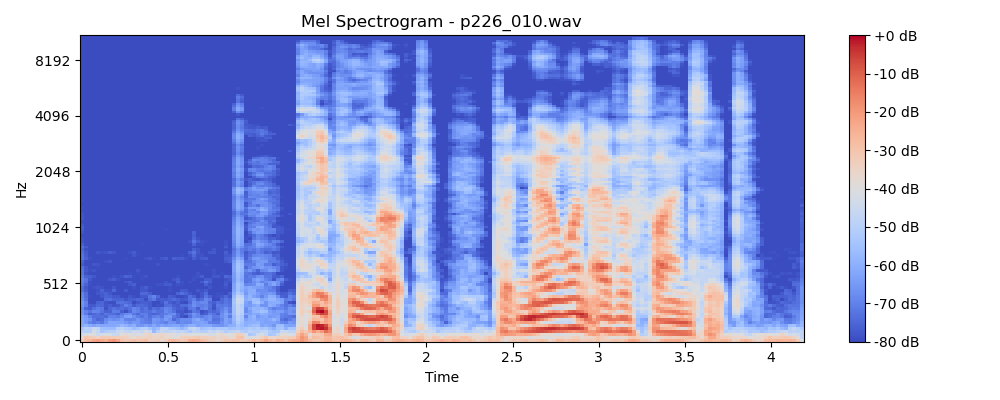 Mel Spectrogram - p226_010.wav
8192
4096
2048
1024
512
0
Hz
0
0.5
1
1.5
2
2.5
3
3.5
4
Time
+0 dB
-10 dB
-20 dB
-30 dB
-40 dB
-50 dB
-60 dB
-70 dB
-80 dB